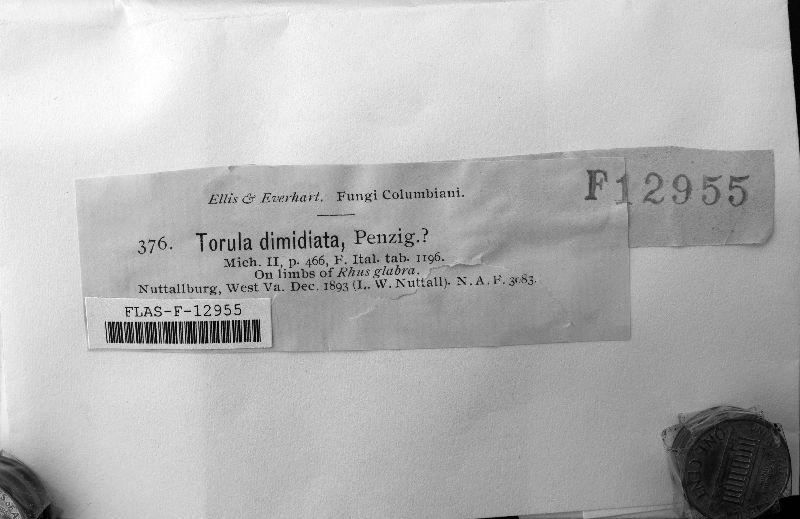 Ellis & Everhart. Fungi Columbiani.
F12955
376. Torula dimidiata, Penzig.?
Mich. II, p. 466, F. Ital. tab. 1196.
On limbs of Rhus glabra.
Nuttallburg, West Va. Dec. 1893 (L. W. Nuttall). N. A. F. 3083.
FLAS-F-12955